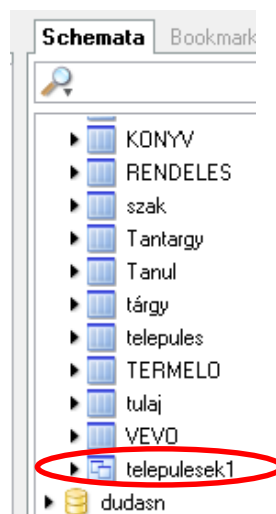 Schemata Bookmark
KONYV
RENDELES
szak
Tantargy
Tanul
tárgy
telepules
TERMELO
tulaj
VEVO
telepulesek1
dudasn